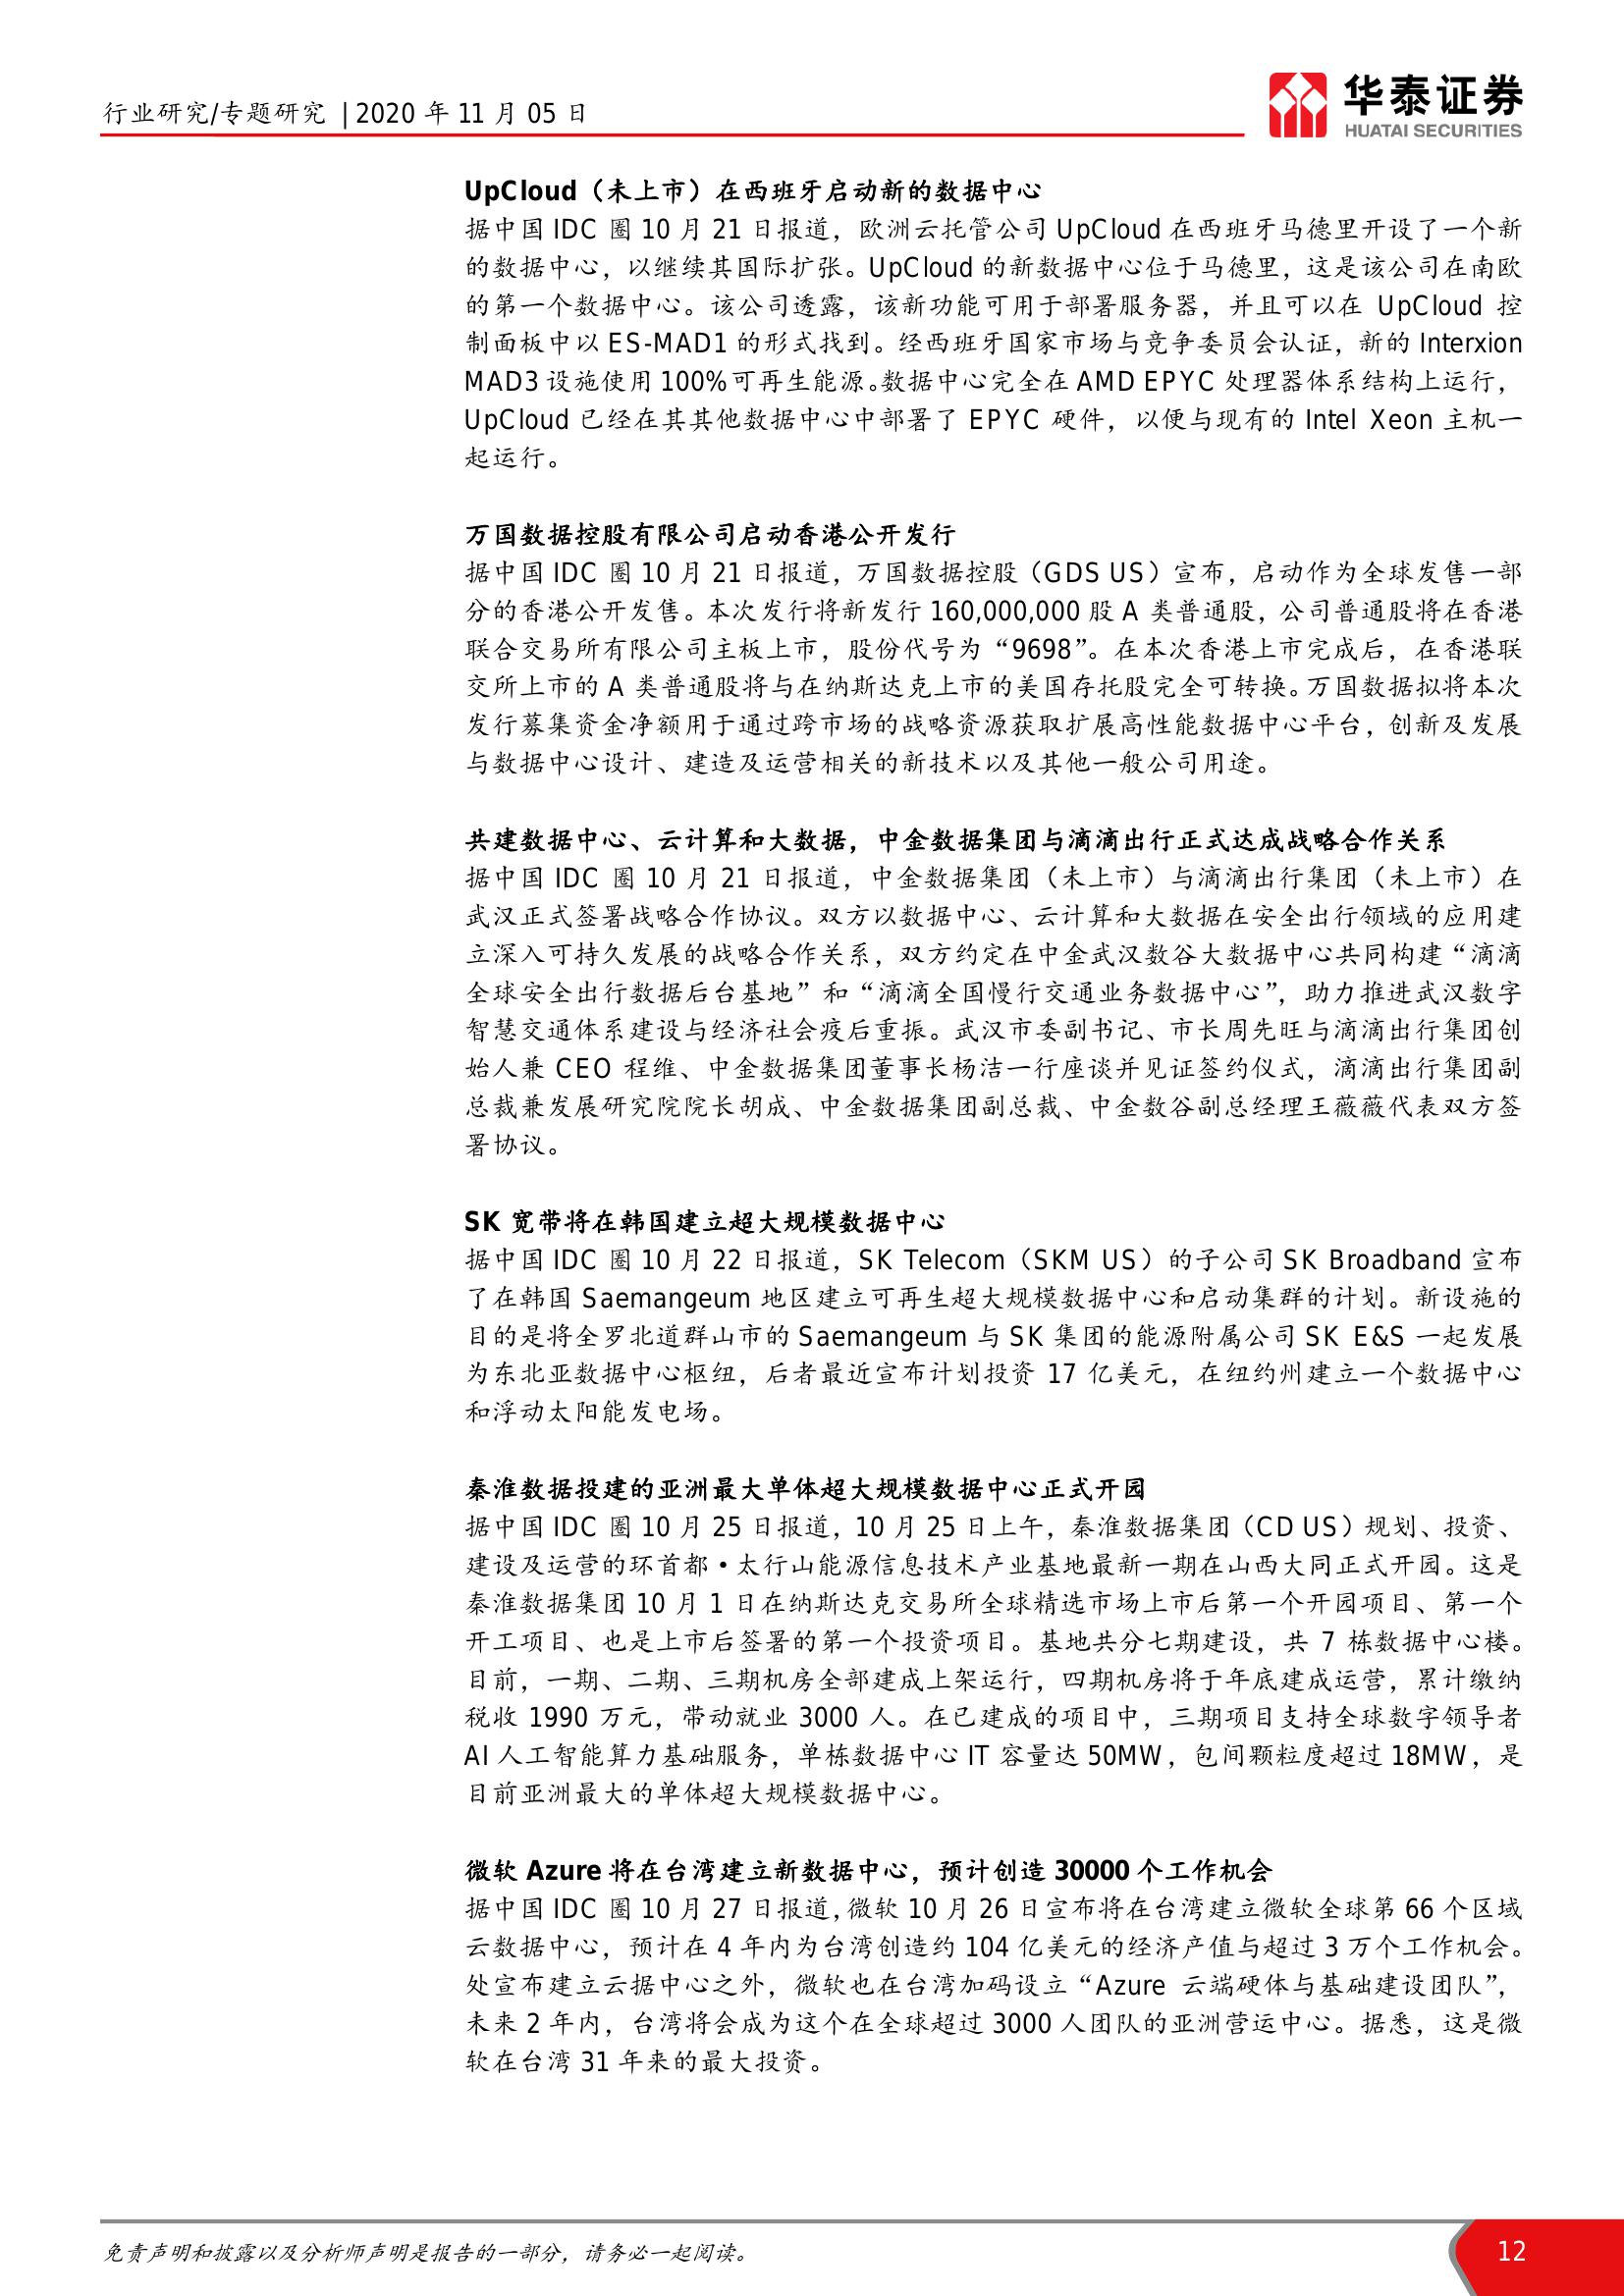 行业研究/专题研究 | 2020 年 11 月 05 日
华泰证券
HUATAI SECURITIES
UpCloud（未上市）在西班牙启动新的数据中心
据中国 IDC 圈 10 月 21 日报道，欧洲云托管公司 UpCloud 在西班牙马德里开设了一个新
的数据中心，以继续其国际扩张。UpCloud 的新数据中心位于马德里，这是该公司在南欧
的第一个数据中心。该公司透露，该新功能可用于部署服务器，并且可以在 UpCloud 控
制面板中以 ES-MAD1 的形式找到。经西班牙国家市场与竞争委员会认证，新的 Interxion
MAD3 设施使用 100%可再生能源。数据中心完全在 AMD EPYC 处理器体系结构上运行，
UpCloud 已经在其其他数据中心中部署了 EPYC 硬件，以便与现有的 Intel Xeon 主机一
起运行。
万国数据控股有限公司启动香港公开发行
据中国 IDC 圈 10 月 21 日报道，万国数据控股（GDS US）宣布，启动作为全球发售一部
分的香港公开发售。本次发行将新发行 160,000,000 股 A 类普通股，公司普通股将在香港
联合交易所有限公司主板上市，股份代号为“9698”。在本次香港上市完成后，在香港联
交所上市的 A 类普通股将与在纳斯达克上市的美国存托股完全可转换。万国数据拟将本次
发行募集资金净额用于通过跨市场的战略资源获取扩展高性能数据中心平台，创新及发展
与数据中心设计、建造及运营相关的新技术以及其他一般公司用途。
共建数据中心、云计算和大数据，中金数据集团与滴滴出行正式达成战略合作关系
据中国 IDC 圈 10 月 21 日报道，中金数据集团（未上市）与滴滴出行集团（未上市）在
武汉正式签署战略合作协议。双方以数据中心、云计算和大数据在安全出行领域的应用建
立深入可持久发展的战略合作关系，双方约定在中金武汉数谷大数据中心共同构建“滴滴
全球安全出行数据后台基地”和“滴滴全国慢行交通业务数据中心”，助力推进武汉数字
智慧交通体系建设与经济社会疫后重振。武汉市委副书记、市长周先旺与滴滴出行集团创
始人兼 CEO 程维、中金数据集团董事长杨洁一行座谈并见证签约仪式，滴滴出行集团副
总裁兼发展研究院院长胡成、中金数据集团副总裁、中金数谷副总经理王薇薇代表双方签
署协议。
SK 宽带将在韩国建立超大规模数据中心
据中国 IDC 圈 10 月 22 日报道，SK Telecom（SKM US）的子公司 SK Broadband 宣布
了在韩国 Saemangeum 地区建立可再生超大规模数据中心和启动集群的计划。新设施的
目的是将全罗北道群山市的 Saemangeum 与 SK 集团的能源附属公司 SK E&S 一起发展
为东北亚数据中心枢纽，后者最近宣布计划投资 17 亿美元，在纽约州建立一个数据中心
和浮动太阳能发电场。
秦淮数据投建的亚洲最大单体超大规模数据中心正式开园
据中国 IDC 圈 10 月 25 日报道，10 月 25 日上午，秦淮数据集团（CD US）规划、投资、
建设及运营的环首都•太行山能源信息技术产业基地最新一期在山西大同正式开园。这是
秦淮数据集团 10 月 1 日在纳斯达克交易所全球精选市场上市后第一个开园项目、第一个
开工项目、也是上市后签署的第一个投资项目。基地共分七期建设，共 7 栋数据中心楼。
目前，一期、二期、三期机房全部建成上架运行，四期机房将于年底建成运营，累计缴纳
税收 1990 万元，带动就业 3000 人。在已建成的项目中，三期项目支持全球数字领导者
AI 人工智能算力基础服务，单栋数据中心 IT 容量达 50MW，包间颗粒度超过 18MW，是
目前亚洲最大的单体超大规模数据中心。
微软 Azure 将在台湾建立新数据中心，预计创造 30000 个工作机会
据中国 IDC 圈 10 月 27 日报道，微软 10 月 26 日宣布将在台湾建立微软全球第 66 个区域
云数据中心，预计在 4 年内为台湾创造约 104 亿美元的经济产值与超过 3 万个工作机会。
处宣布建立云据中心之外，微软也在台湾加码设立“Azure 云端硬体与基础建设团队”，
未来 2 年内，台湾将会成为这个在全球超过 3000 人团队的亚洲营运中心。据悉，这是微
软在台湾 31 年来的最大投资。
免责声明和披露以及分析师声明是报告的一部分，请务必一起阅读。
12